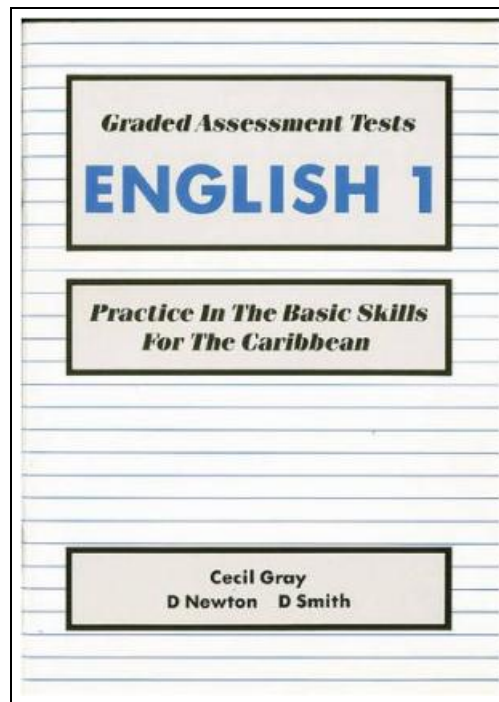 Graded Assessment Tests
ENGLISH 1
Practice In The Basic Skills
For The Caribbean
Cecil Gray
D Newton D Smith